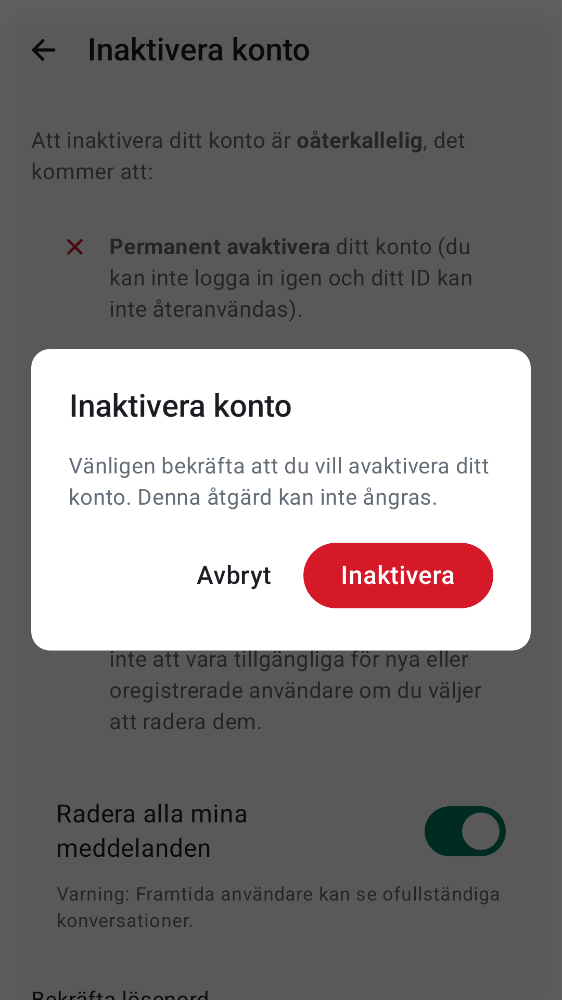 Inaktivera konto
Att inaktivera ditt konto är oåterkallelig, det
kommer att:
Permanent avaktivera ditt konto (du
kan inte logga in igen och ditt ID kan
inte återanvändas).
Inaktivera konto
Vänligen bekräfta att du vill avaktivera ditt
konto. Denna åtgärd kan inte ångras.
Avbryt
Inaktivera
inte att vara tillgängliga för nya eller
oregistrerade användare om du väljer
att radera dem.
Radera alla mina
meddelanden
Varning: Framtida användare kan se ofullständiga
konversationer.
Bekräfta lösenord